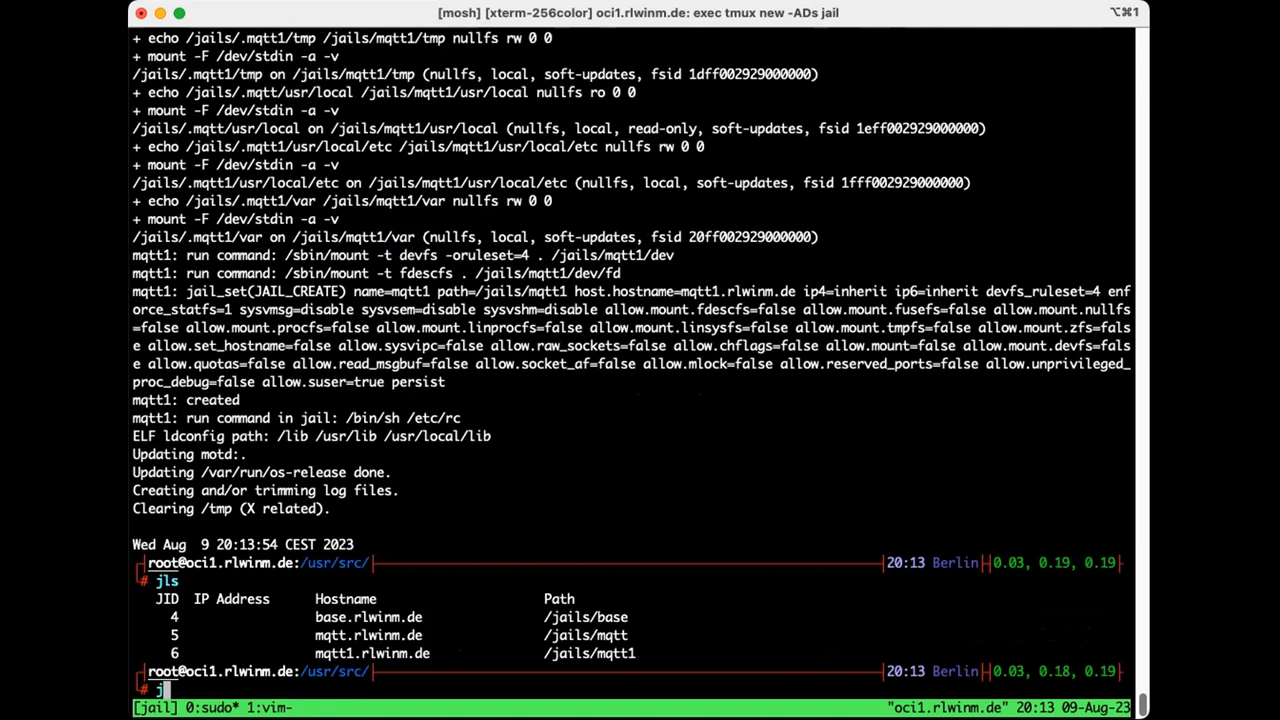 [mosh] [xterm-256color] oci1.rlwinm.de: exec tmux new -ADs jail
⌥⌘1
+ echo /jails/.mqtt1/tmp /jails/mqtt1/tmp nullfs rw 0 0
+ mount -F /dev/stdin -a -v
/jails/.mqtt1/tmp on /jails/mqtt1/tmp (nullfs, local, soft-updates, fsid 1dff002929000000)
+ echo /jails/.mqtt/usr/local /jails/mqtt1/usr/local nullfs ro 0 0
+ mount -F /dev/stdin -a -v
/jails/.mqtt/usr/local on /jails/mqtt1/usr/local (nullfs, local, read-only, soft-updates, fsid 1eff002929000000)
+ echo /jails/.mqtt1/usr/local/etc /jails/mqtt1/usr/local/etc nullfs rw 0 0
+ mount -F /dev/stdin -a -v
/jails/.mqtt1/usr/local/etc on /jails/mqtt1/usr/local/etc (nullfs, local, soft-updates, fsid 1fff002929000000)
+ echo /jails/.mqtt1/var /jails/mqtt1/var nullfs rw 0 0
+ mount -F /dev/stdin -a -v
/jails/.mqtt1/var on /jails/mqtt1/var (nullfs, local, soft-updates, fsid 20ff002929000000)
mqtt1: run command: /sbin/mount -t devfs -oruleset=4 . /jails/mqtt1/dev
mqtt1: run command: /sbin/mount -t fdescfs . /jails/mqtt1/dev/fd
mqtt1: jail_set(JAIL_CREATE) name=mqtt1 path=/jails/mqtt1 host.hostname=mqtt1.rlwinm.de ip4=inherit ip6=inherit devfs_ruleset=4 enf
orce_statfs=1 sysvmsg=disable sysvsem=disable sysvshm=disable allow.mount.fdescfs=false allow.mount.fusefs=false allow.mount.nullfs
=false allow.mount.procfs=false allow.mount.linprocfs=false allow.mount.linsysfs=false allow.mount.tmpfs=false allow.mount.zfs=fals
e allow.set_hostname=false allow.sysvipc=false allow.raw_sockets=false allow.chflags=false allow.mount=false allow.mount.devfs=fals
e allow.quotas=false allow.read_msgbuf=false allow.socket_af=false allow.mlock=false allow.reserved_ports=false allow.unprivileged_
proc_debug=false allow.suser=true persist
mqtt1: created
mqtt1: run command in jail: /bin/sh /etc/rc
ELF ldconfig path: /lib /usr/lib /usr/local/lib
Updating motd:.
Updating /var/run/os-release done.
Creating and/or trimming log files.
Clearing /tmp (X related).
Wed Aug  9 20:13:54 CEST 2023
root@oci1.rlwinm.de:/usr/src/ 20:13 Berlin 0.03, 0.19, 0.19
# jls
JID  IP Address      Hostname                      Path
4                  base.rlwinm.de                /jails/base
5                  mqtt.rlwinm.de                /jails/mqtt
6                  mqtt1.rlwinm.de               /jails/mqtt1
root@oci1.rlwinm.de:/usr/src/ 20:13 Berlin 0.03, 0.18, 0.19
# j
[jail] 0:sudo* 1:vim- "oci1.rlwinm.de" 20:13 09-Aug-23